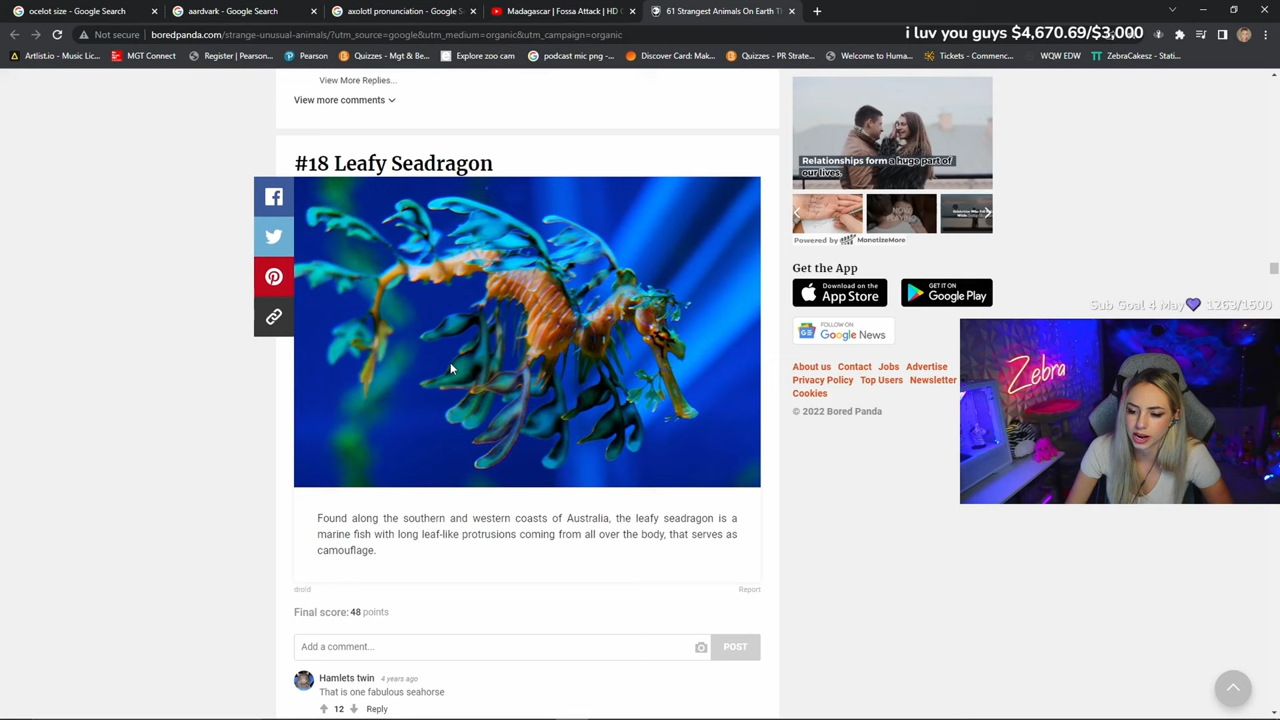 ocelot size - Google Search
aardvark - Google Search
axolotl pronunciation - Google S
Madagascar | Fossa Attack | HD C
61 Strangest Animals On Earth T
Not secure
boredpanda.com/strange-unusual-animals/?utm_source=google&utm_medium=organic&utm_campaign=organic
i luv you guys $4,670.69/$3,000
Artlist.io - Music Lic...
MGT Connect
Register | Pearson...
Pearson
Quizzes - Mgt & Be...
Explore zoo cam
podcast mic png -...
Discover Card: Mak...
Quizzes - PR Strate...
Welcome to Huma...
Tickets - Commenc...
WQW EDW
ZebraCakesz - Stati...
View More Replies...
View more comments
#18 Leafy Seadragon
Found along the southern and western coasts of Australia, the leafy seadragon is a
marine fish with long leaf-like protrusions coming from all over the body, that serves as
camouflage.
droid
Report
Final score: 48 points
Add a comment...
POST
Hamlets twin 4 years ago
That is one fabulous seahorse
12 Reply
Relationships form a huge part of
our lives.
NOW
PLAYING
Powered by MonetizeMore
Get the App
Download on the
App Store
GET IT ON
Google Play
FOLLOW ON
Google News
About us Contact Jobs Advertise
Privacy Policy Top Users Newsletter
Cookies
© 2022 Bored Panda
Sub Goal 4 May💜 1263/1500
Zebra